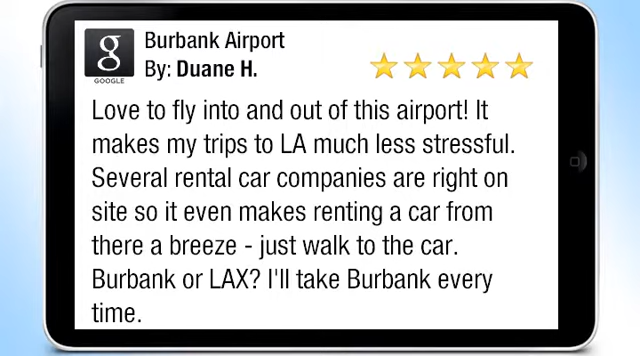 g
GOOGLE
Burbank Airport
By: Duane H.
Love to fly into and out of this airport! It
makes my trips to LA much less stressful.
Several rental car companies are right on
site so it even makes renting a car from
there a breeze - just walk to the car.
Burbank or LAX? I'll take Burbank every
time.